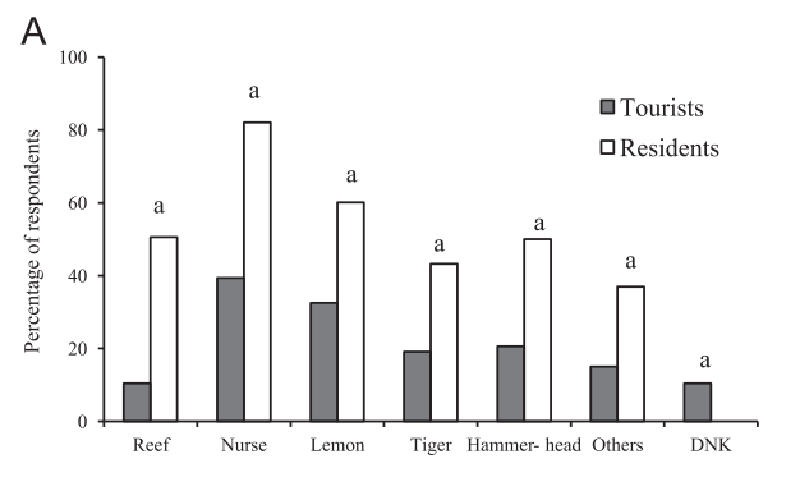 A
100
80
60
40
20
0
Percentage of respondents
a
a
a
a
a
a
a
Tourists
Residents
Reef
Nurse
Lemon
Tiger
Hammer- head
Others
DNK